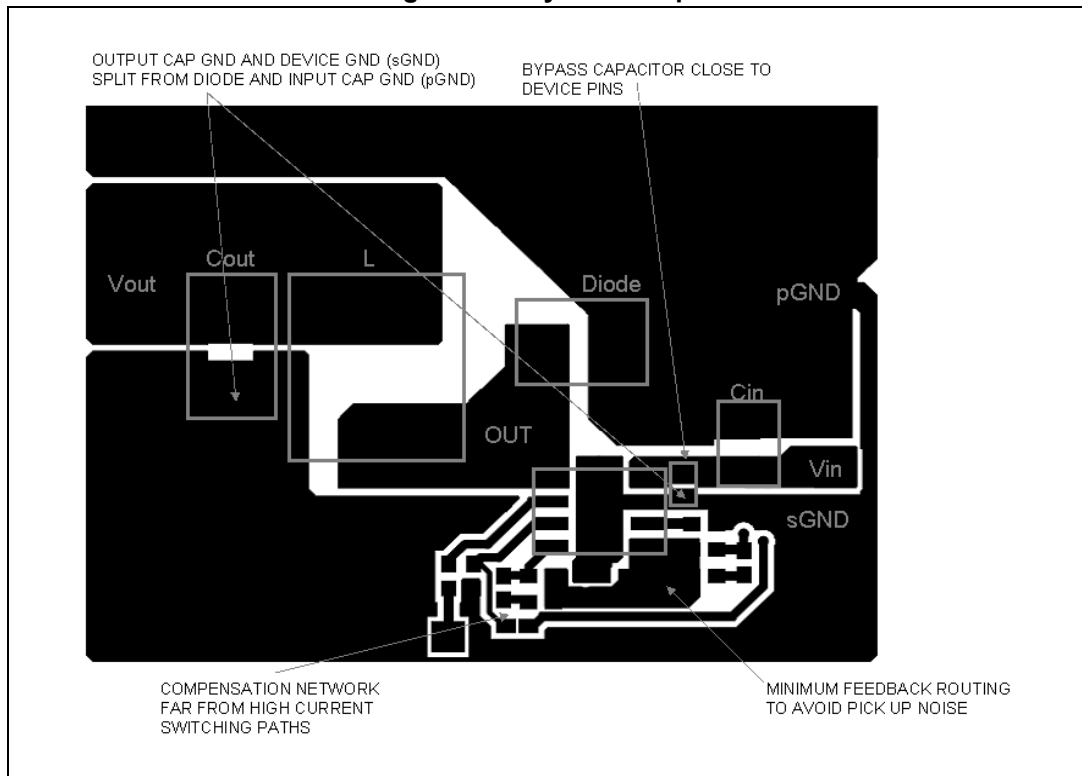 OUTPUT CAP GND AND DEVICE GND (sGND)
SPLIT FROM DIODE AND INPUT CAP GND (pGND)
BYPASS CAPACITOR CLOSE TO
DEVICE PINS
Cout
L
Vout
Diode
pGND
Cin
OUT
Vin
sGND
COMPENSATION NETWORK
FAR FROM HIGH CURRENT
SWITCHING PATHS
MINIMUM FEEDBACK ROUTING
TO AVOID PICK UP NOISE